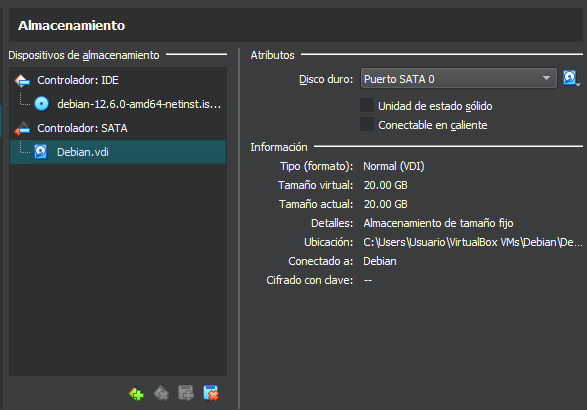 Almacenamiento
Dispositivos de almacenamiento
Controlador: IDE
debian-12.6.0-amd64-netinst.is...
Controlador: SATA
Debian.vdi
Atributos
Disco duro: Puerto SATA 0
Unidad de estado sólido
Conectable en caliente
Información
Tipo (formato): Normal (VDI)
Tamaño virtual: 20.00 GB
Tamaño actual: 20.00 GB
Detalles: Almacenamiento de tamaño fijo
Ubicación: C:\Users\Usuario\VirtualBox VMs\Debian\De...
Conectado a: Debian
Cifrado con clave: --